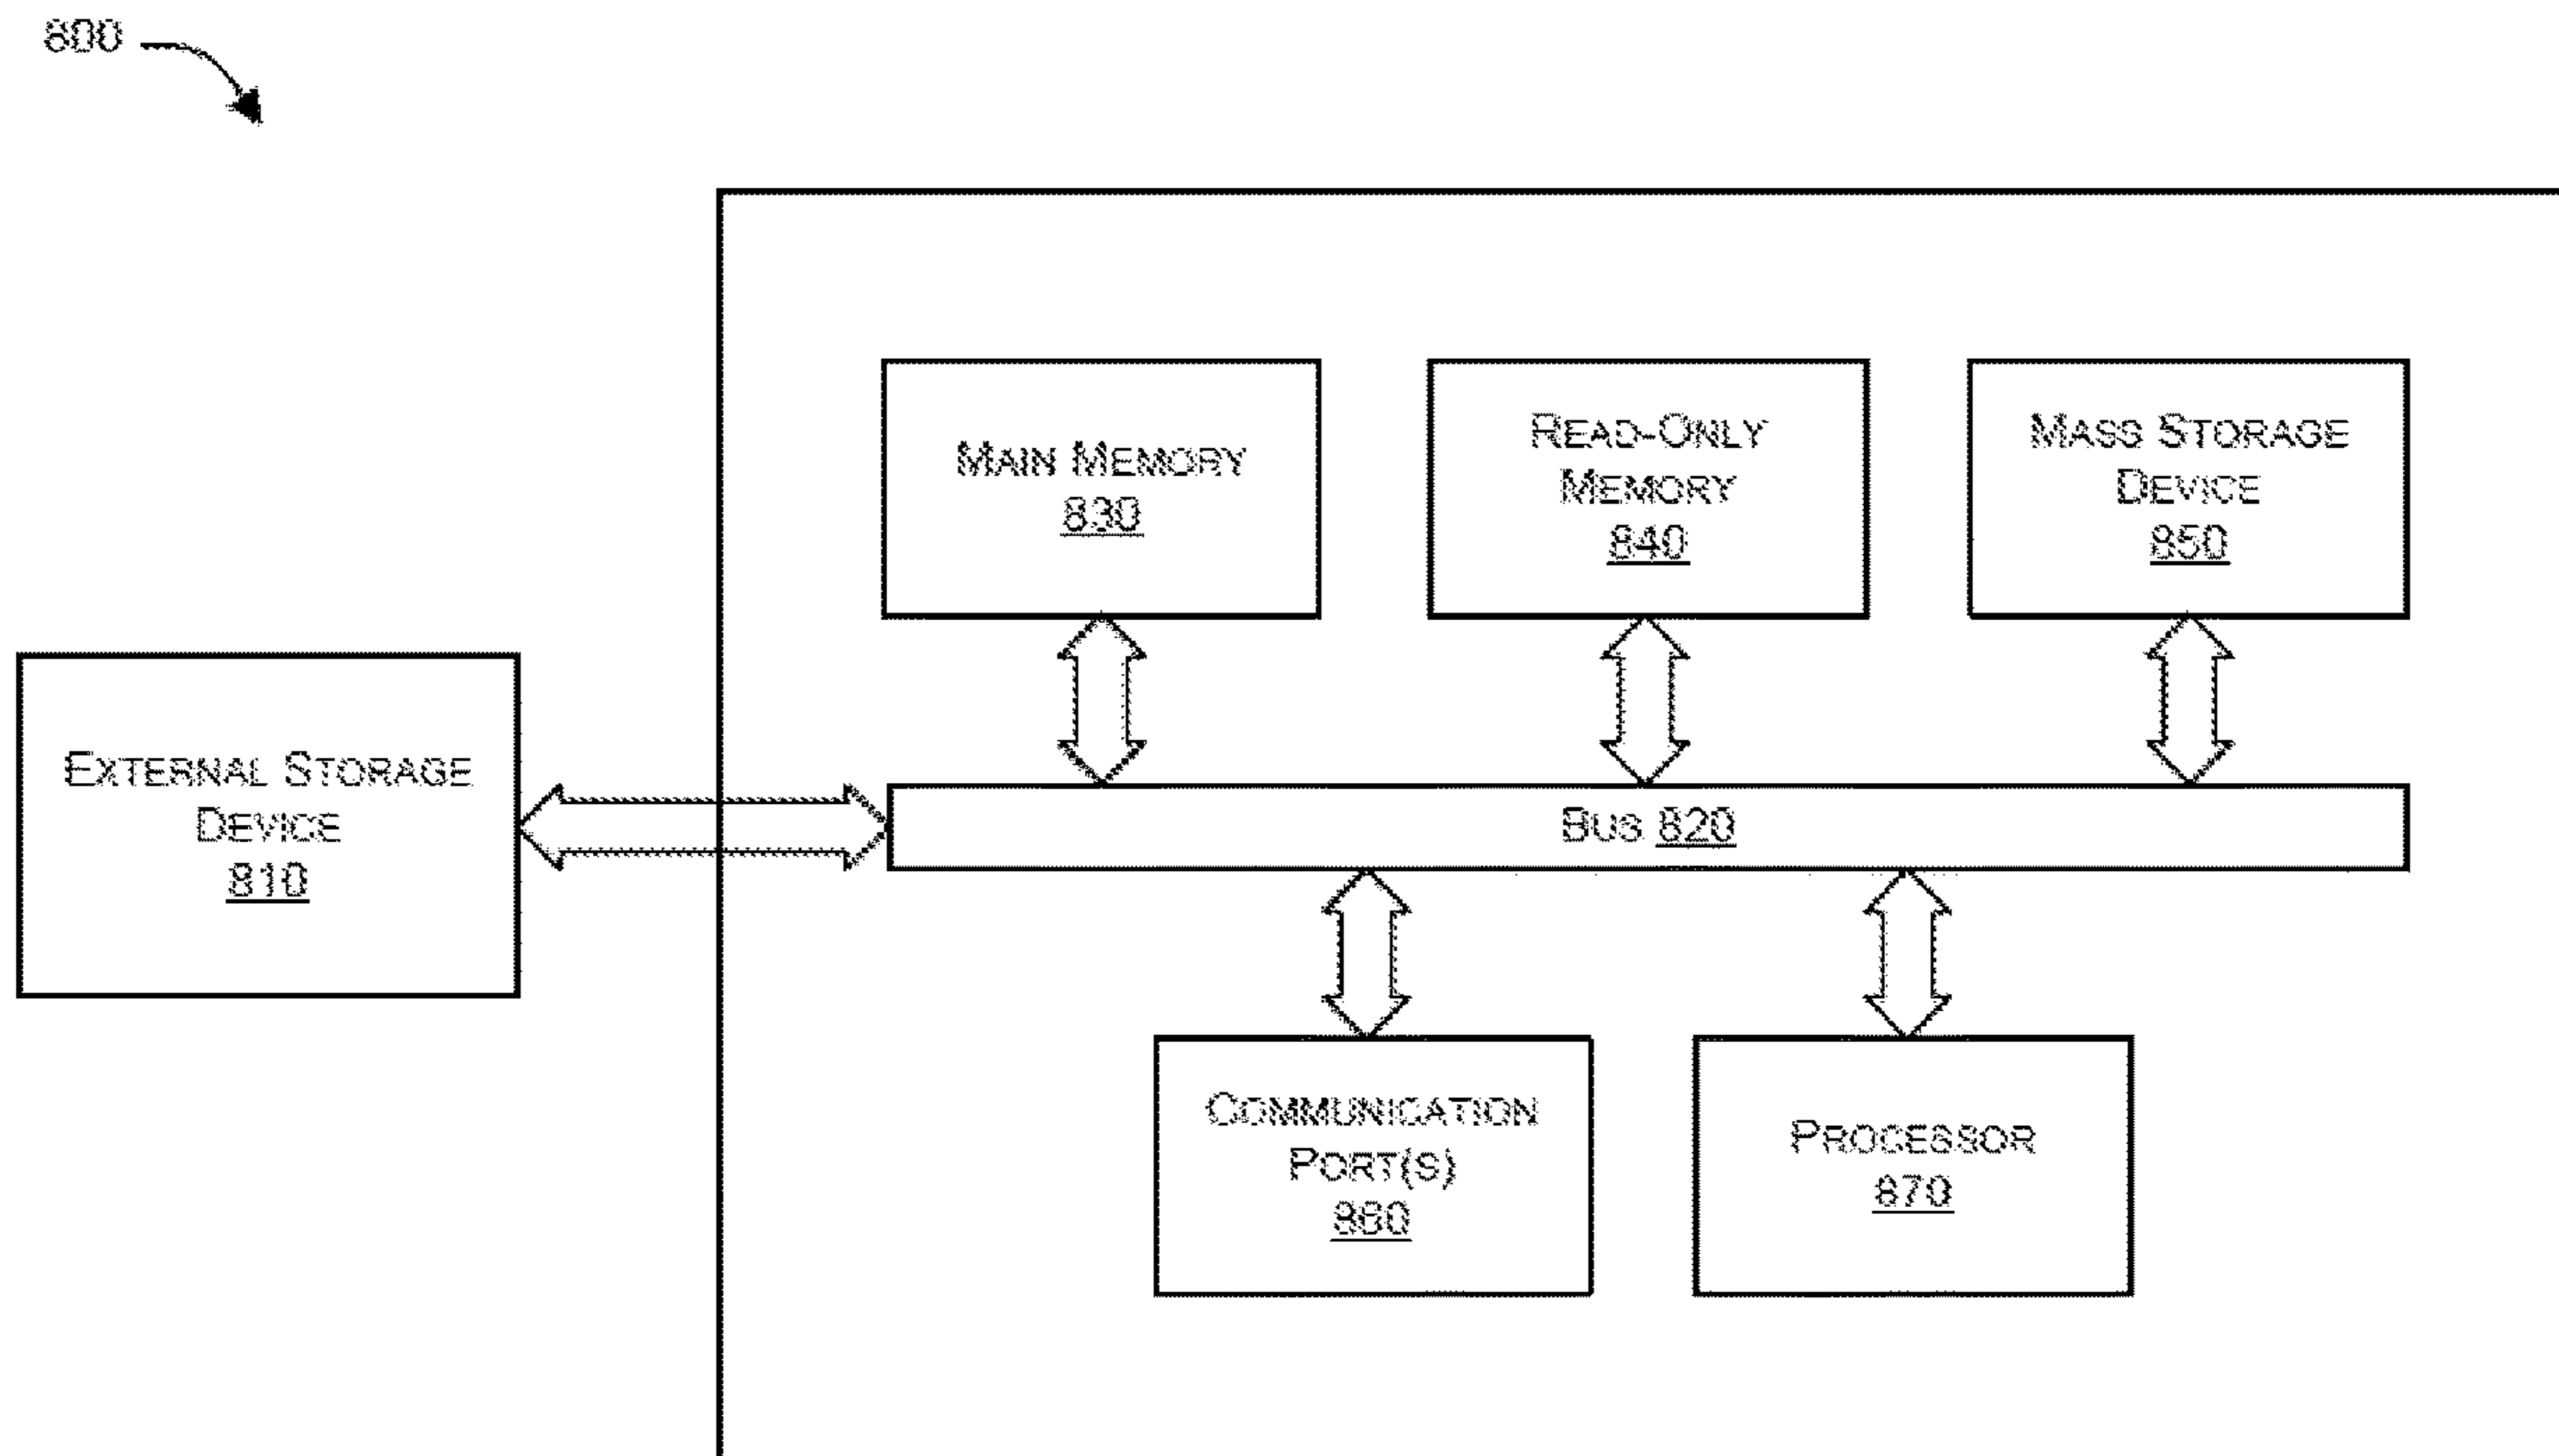 800
MAIN MEMORY
830
READ-ONLY
MEMORY
840
MASS STORAGE
DEVICE
850
EXTERNAL STORAGE
DEVICE
810
BUS 820
COMMUNICATION
PORT(S)
860
PROCESSOR
870